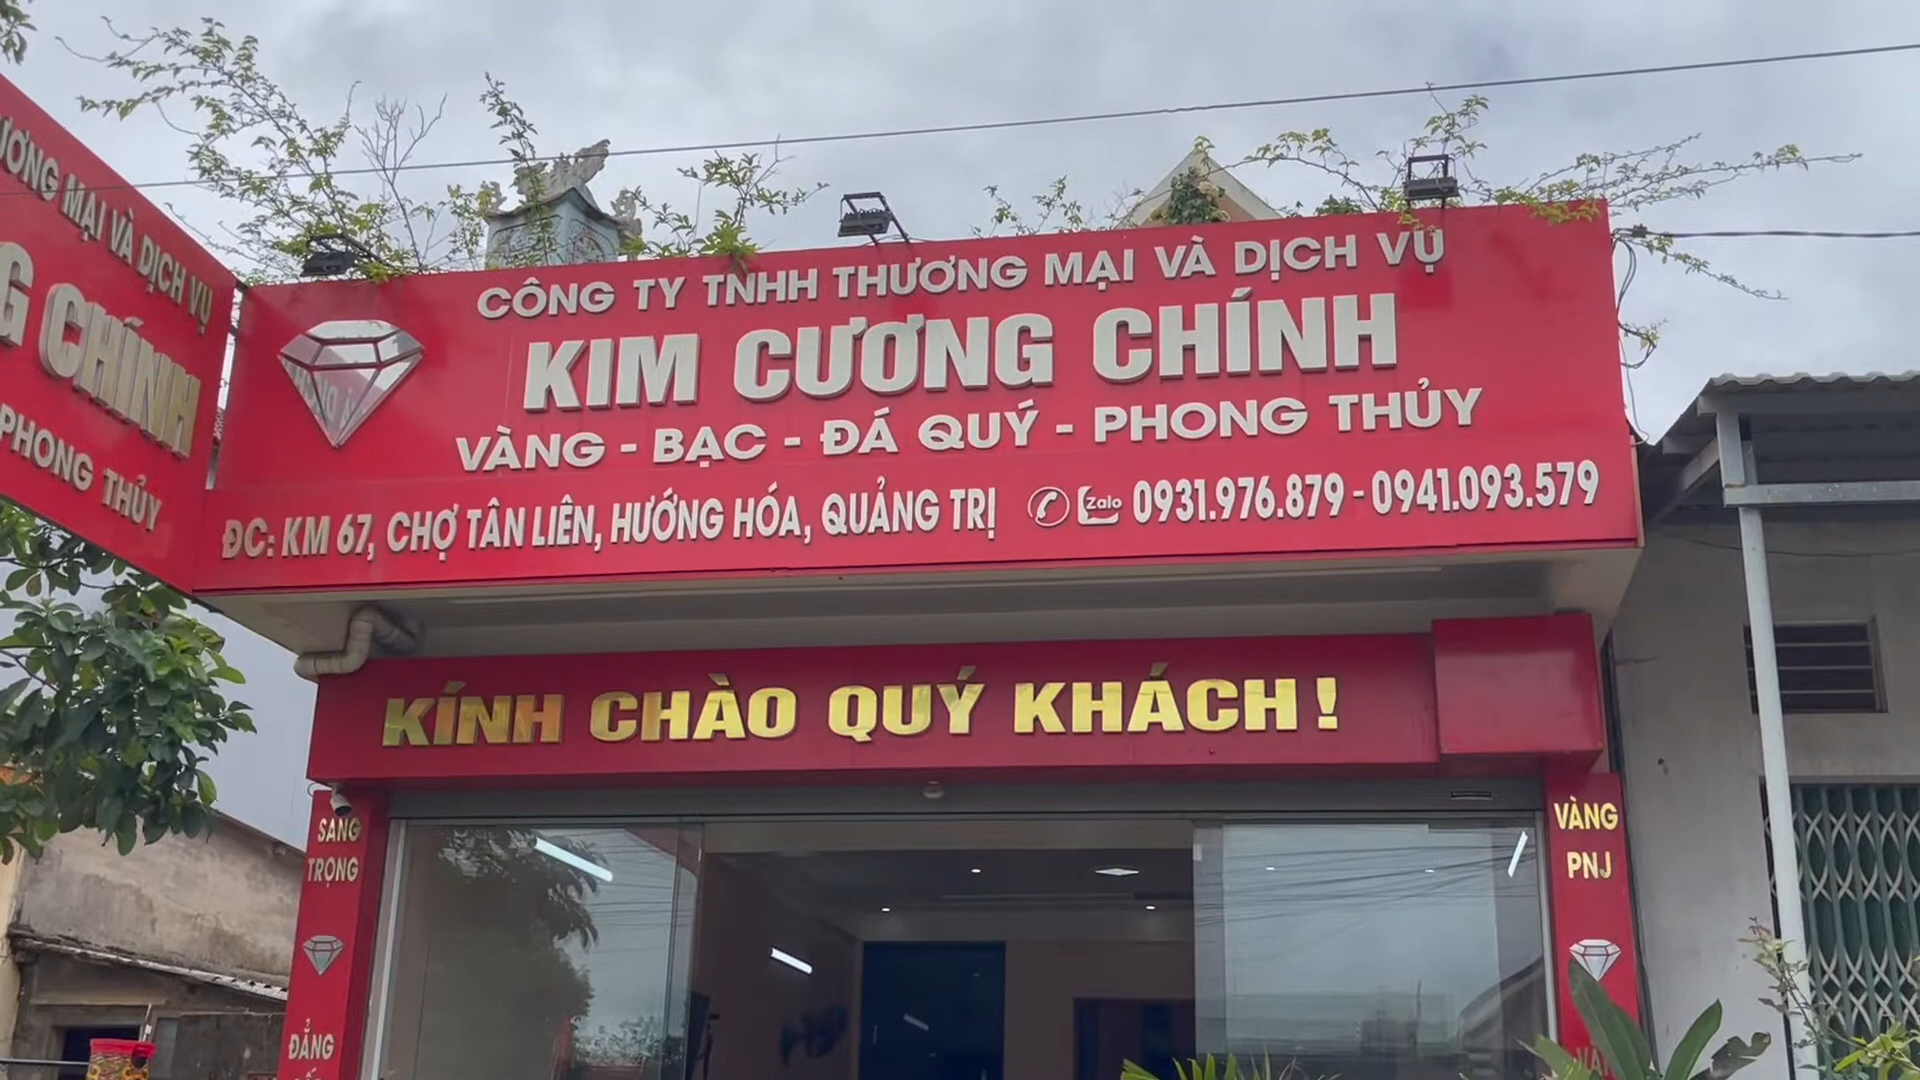 ƯƠNG MẠI VÀ DỊCH VỤ
G CHÍNH
PHONG THỦY
CÔNG TY TNHH THƯƠNG MẠI VÀ DỊCH VỤ
KIM CƯƠNG CHÍNH
VÀNG - BẠC - ĐÁ QUÝ - PHONG THỦY
ĐC: KM 67, CHỢ TÂN LIÊN, HƯỚNG HÓA, QUẢNG TRỊ Zalo 0931.976.879 - 0941.093.579
KÍNH CHÀO QUÝ KHÁCH!
SANG
TRỌNG
ĐẲNG
VÀNG
PNJ